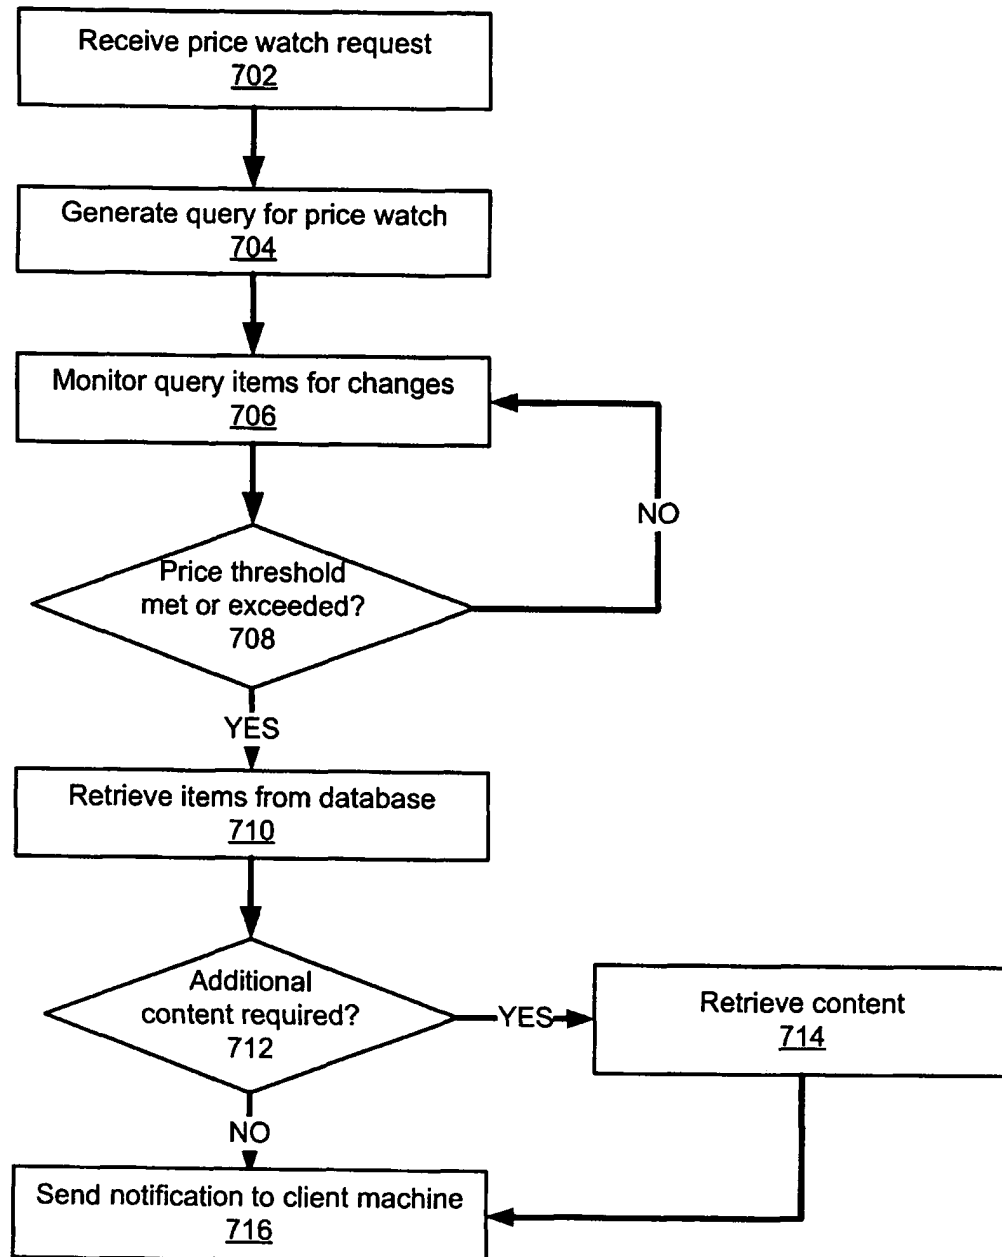 Receive price watch request
702
Generate query for price watch
704
Monitor query items for changes
706
NO
Price threshold
met or exceeded?
708
YES
Retrieve items from database
710
Additional
content required?
712
YES
Retrieve content
714
NO
Send notification to client machine
716